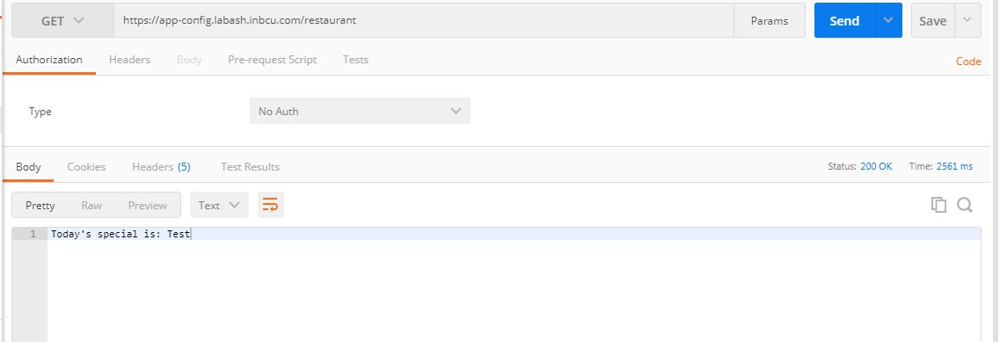 GET https://app-config.labash.inbcu.com/restaurant Params Send Save
Authorization Headers Body Pre-request Script Tests Code
Type No Auth
Body Cookies Headers (5) Test Results Status: 200 OK Time: 2561 ms
Pretty Raw Preview Text
1 Today's special is: Test